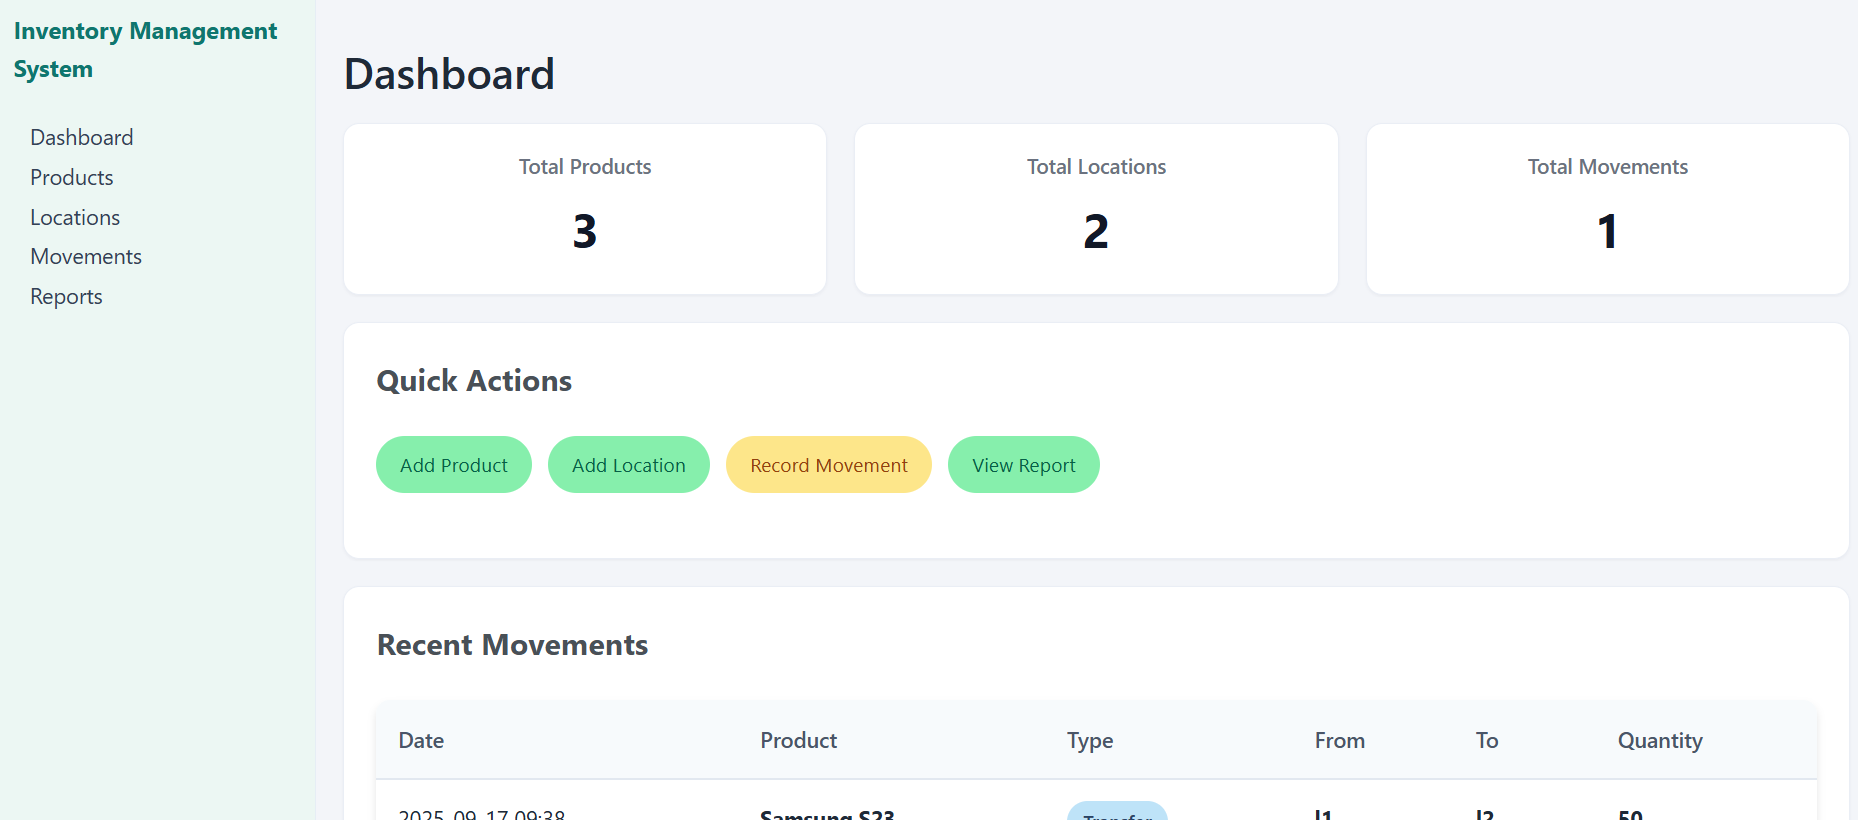 Inventory Management
System
Dashboard
Products
Locations
Movements
Reports
Dashboard
Total Products
3
Total Locations
2
Total Movements
1
Quick Actions
Add Product
Add Location
Record Movement
View Report
Recent Movements
Date Product Type From To Quantity
2025-09-17 09:38 Samsung S23 Transfer l1 l2 50